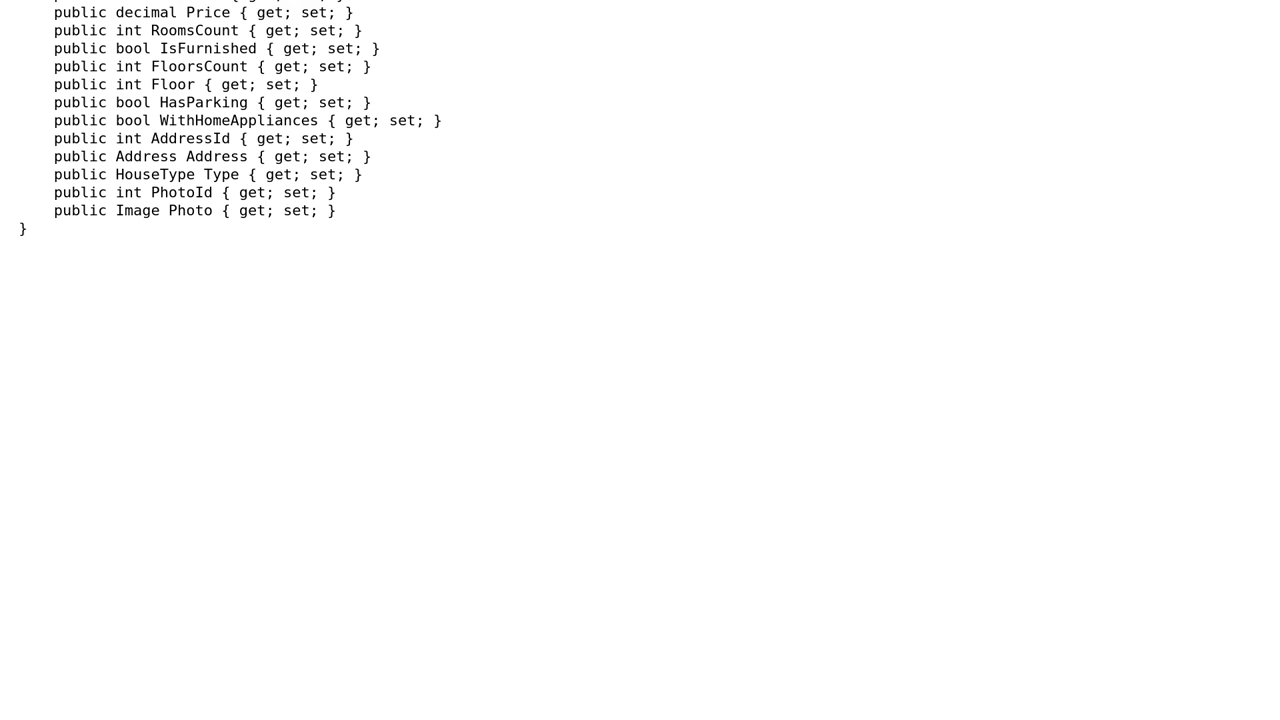 public decimal Price { get; set; }
public int RoomsCount { get; set; }
public bool IsFurnished { get; set; }
public int FloorsCount { get; set; }
public int Floor { get; set; }
public bool HasParking { get; set; }
public bool WithHomeAppliances { get; set; }
public int AddressId { get; set; }
public Address Address { get; set; }
public HouseType Type { get; set; }
public int PhotoId { get; set; }
public Image Photo { get; set; }
}